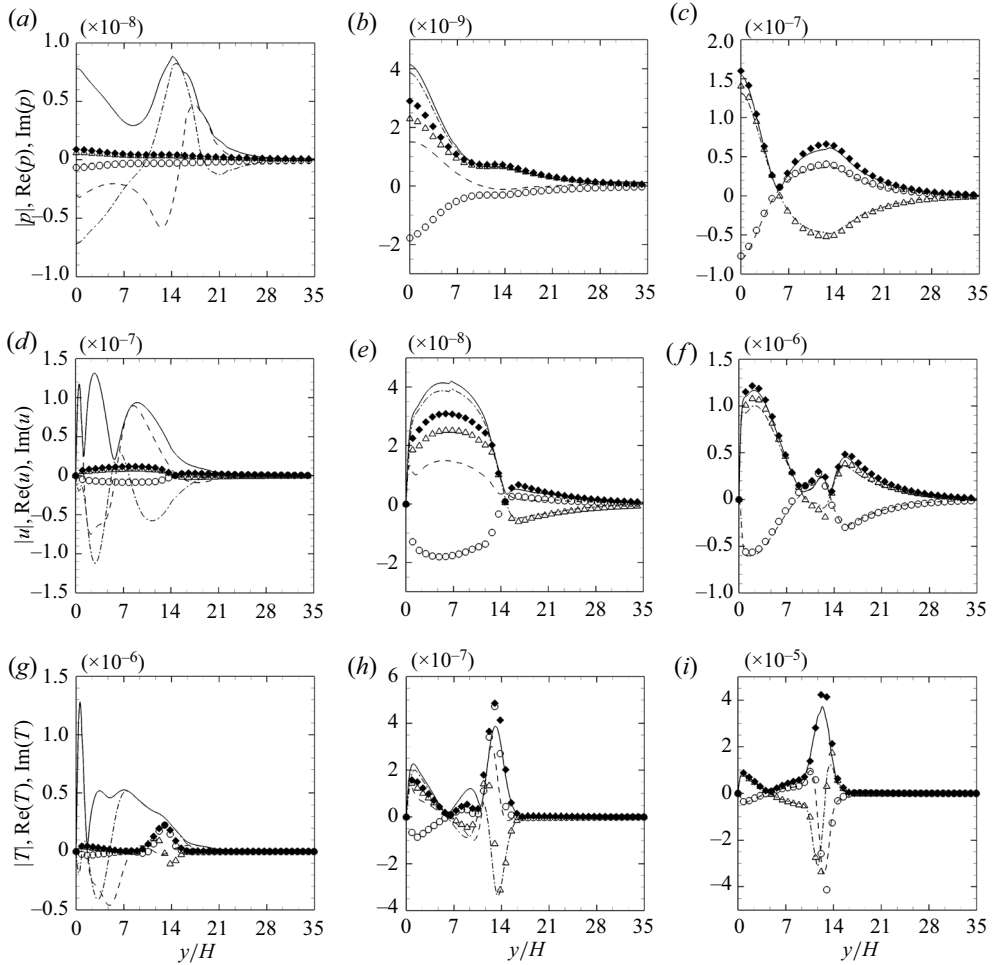 (a) (×10⁻⁸) (b) (×10⁻⁹) (c) (×10⁻⁷)
1.0 4 2.0
0.5 2 1.5
0 0 1.0
−0.5 −2 0.5
−1.0 0
−0.5
−1.0
|p|, Re(p), Im(p)
0 7 14 21 28 35 0 7 14 21 28 35 0 7 14 21 28 35
(d) (×10⁻⁷) (e) (×10⁻⁸) (f) (×10⁻⁶)
1.5 4 1.5
1.0 2 1.0
0.5 0 0.5
0 −2 0
−0.5 −0.5
−1.0 −1.0
−1.5
|u|, Re(u), Im(u)
0 7 14 21 28 35 0 7 14 21 28 35 0 7 14 21 28 35
(g) (×10⁻⁶) (h) (×10⁻⁷) (i) (×10⁻⁵)
1.5 6 4
1.0 4 2
0.5 2 0
0 0 −2
−0.5 −2 −4
−4
|T|, Re(T), Im(T)
0 7 14 21 28 35 0 7 14 21 28 35 0 7 14 21 28 35
y/H y/H y/H